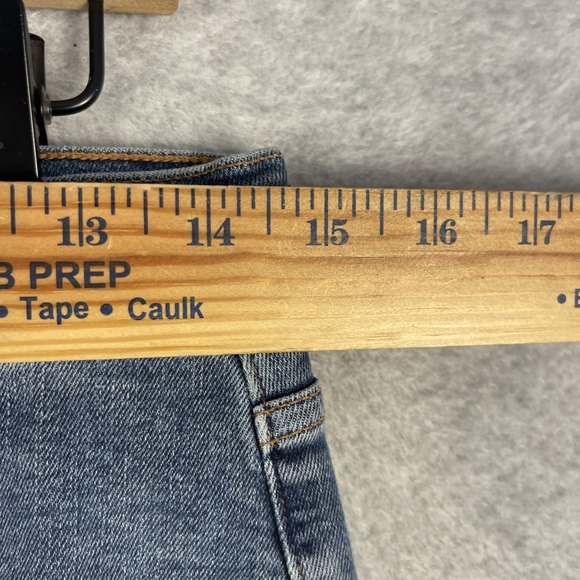 13 14 15 16 17
B PREP
• Tape • Caulk
•